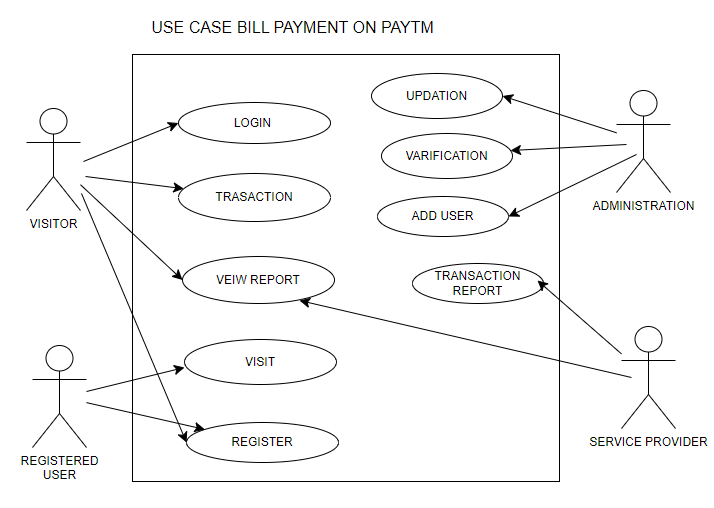 USE CASE BILL PAYMENT ON PAYTM
UPDATION
LOGIN
VARIFICATION
TRASACTION
ADD USER
ADMINISTRATION
VISITOR
VEIW REPORT
TRANSACTION
REPORT
VISIT
REGISTER
SERVICE PROVIDER
REGISTERED
USER